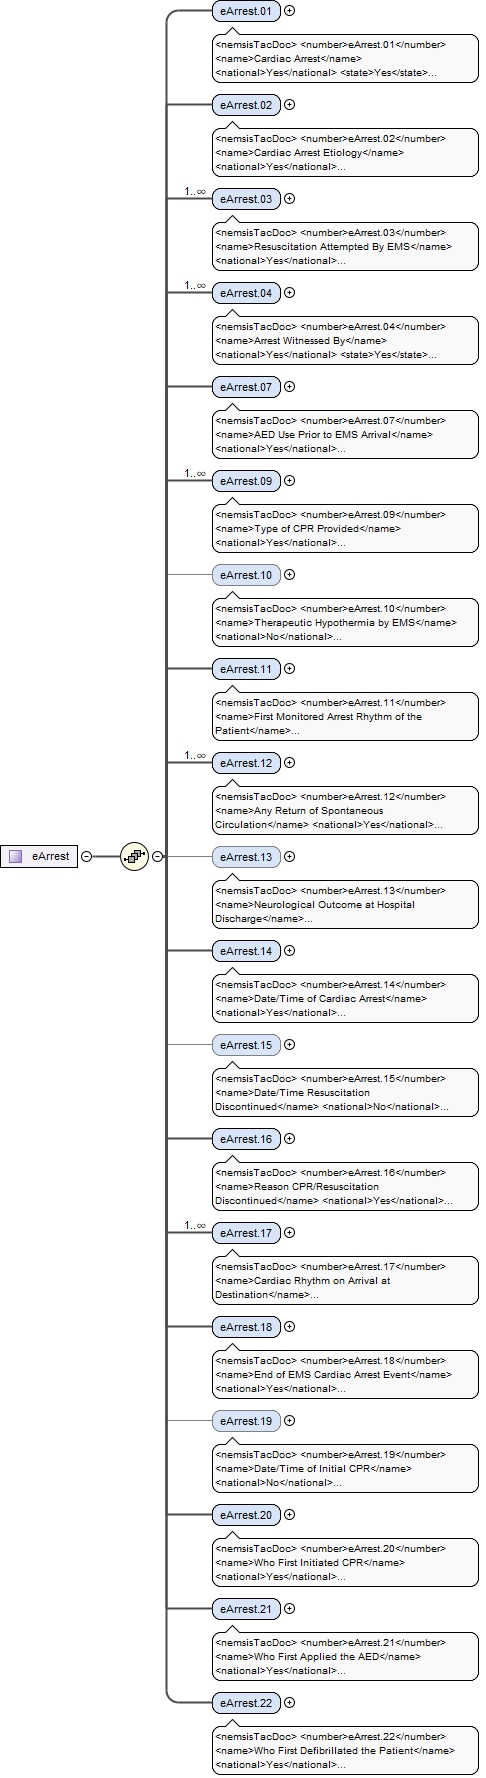 eArrest.01
<nemsisTacDoc> <number>eArrest.01</number>
<name>Cardiac Arrest</name>
<national>Yes</national> <state>Yes</state>...
eArrest.02
<nemsisTacDoc> <number>eArrest.02</number>
<name>Cardiac Arrest Etiology</name>
<national>Yes</national>...
1..∞
eArrest.03
<nemsisTacDoc> <number>eArrest.03</number>
<name>Resuscitation Attempted By EMS</name>
<national>Yes</national>...
1..∞
eArrest.04
<nemsisTacDoc> <number>eArrest.04</number>
<name>Arrest Witnessed By</name>
<national>Yes</national> <state>Yes</state>...
eArrest.07
<nemsisTacDoc> <number>eArrest.07</number>
<name>AED Use Prior to EMS Arrival</name>
<national>Yes</national>...
1..∞
eArrest.09
<nemsisTacDoc> <number>eArrest.09</number>
<name>Type of CPR Provided</name>
<national>Yes</national>...
eArrest.10
<nemsisTacDoc> <number>eArrest.10</number>
<name>Therapeutic Hypothermia by EMS</name>
<national>No</national>...
eArrest.11
<nemsisTacDoc> <number>eArrest.11</number>
<name>First Monitored Arrest Rhythm of the
Patient</name>...
1..∞
eArrest.12
<nemsisTacDoc> <number>eArrest.12</number>
<name>Any Return of Spontaneous
Circulation</name> <national>Yes</national>...
eArrest
eArrest.13
<nemsisTacDoc> <number>eArrest.13</number>
<name>Neurological Outcome at Hospital
Discharge</name>...
eArrest.14
<nemsisTacDoc> <number>eArrest.14</number>
<name>Date/Time of Cardiac Arrest</name>
<national>Yes</national>...
eArrest.15
<nemsisTacDoc> <number>eArrest.15</number>
<name>Date/Time Resuscitation
Discontinued</name> <national>No</national>...
eArrest.16
<nemsisTacDoc> <number>eArrest.16</number>
<name>Reason CPR/Resuscitation
Discontinued</name> <national>Yes</national>...
1..∞
eArrest.17
<nemsisTacDoc> <number>eArrest.17</number>
<name>Cardiac Rhythm on Arrival at
Destination</name>...
eArrest.18
<nemsisTacDoc> <number>eArrest.18</number>
<name>End of EMS Cardiac Arrest Event</name>
<national>Yes</national>...
eArrest.19
<nemsisTacDoc> <number>eArrest.19</number>
<name>Date/Time of Initial CPR</name>
<national>No</national>...
eArrest.20
<nemsisTacDoc> <number>eArrest.20</number>
<name>Who First Initiated CPR</name>
<national>Yes</national>...
eArrest.21
<nemsisTacDoc> <number>eArrest.21</number>
<name>Who First Applied the AED</name>
<national>Yes</national>...
eArrest.22
<nemsisTacDoc> <number>eArrest.22</number>
<name>Who First Defibrillated the Patient</name>
<national>Yes</national>...